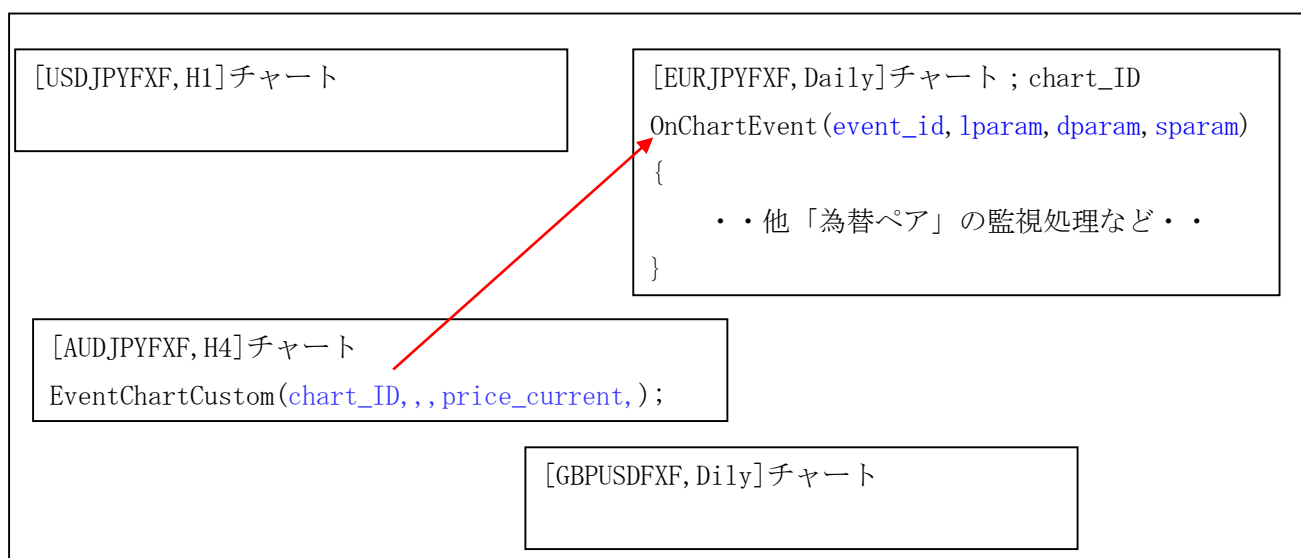 [USDJPYFXF,H1]チャート
[EURJPYFXF,Daily]チャート；chart_ID
OnChartEvent(event_id,lparam,dparam,sparam)
{
・・他「為替ペア」の監視処理など・・
}
[AUDJPYFXF,H4]チャート
EventChartCustom(chart_ID,,,price_current,);
[GBPUSDFXF,Dily]チャート